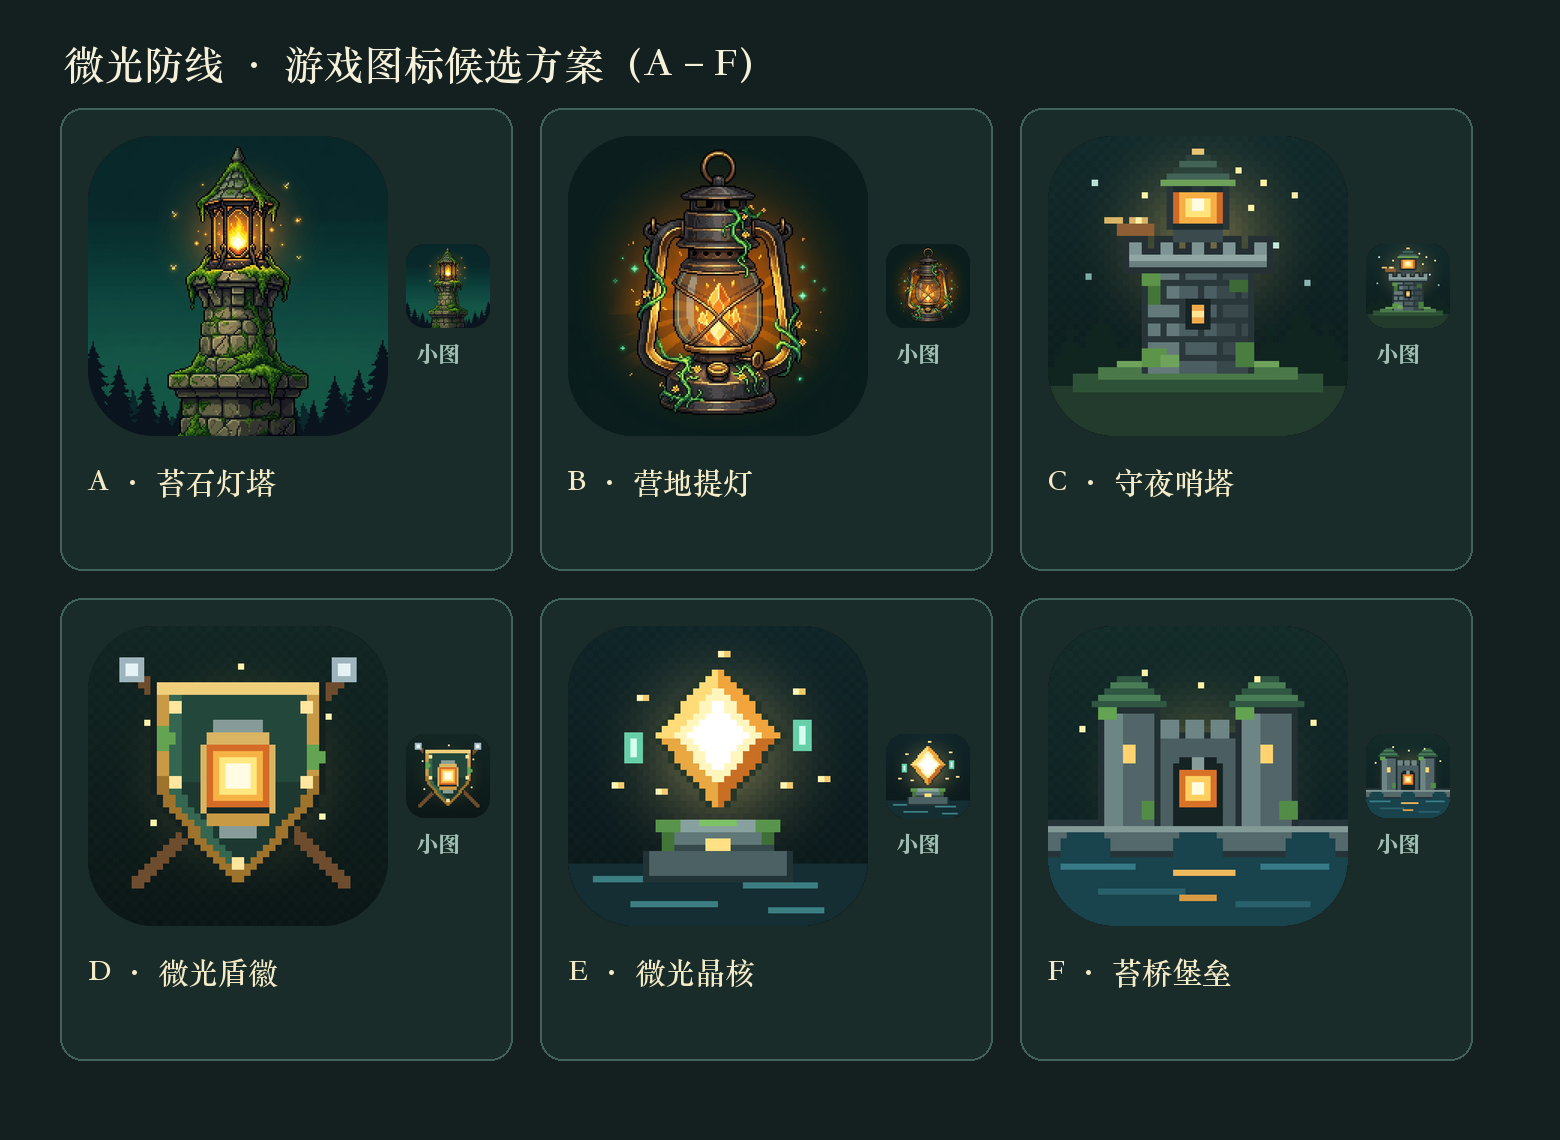 微光防线 · 游戏图标候选方案（A – F）
小图
小图
小图
A · 苔石灯塔
B · 营地提灯
C · 守夜哨塔
小图
小图
小图
D · 微光盾徽
E · 微光晶核
F · 苔桥堡垒